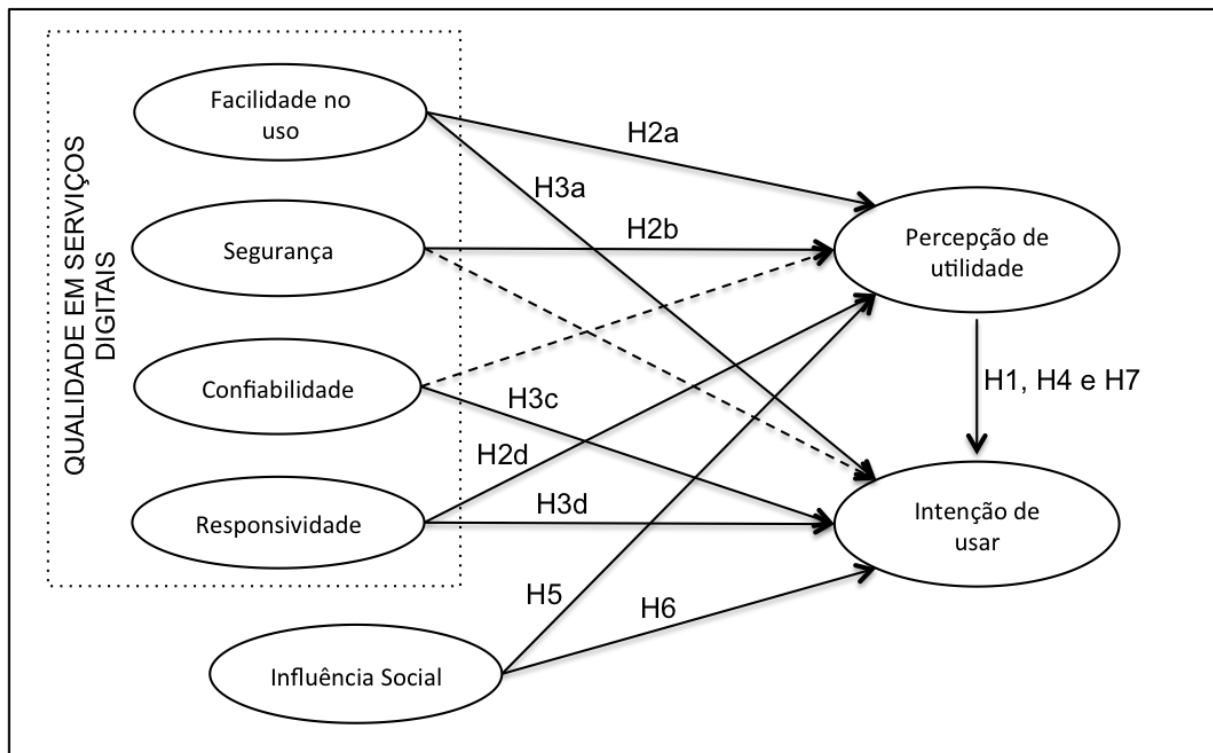 QUALIDADE EM SERVIÇOS
DIGITAIS
Facilidade no
uso
Segurança
Confiabilidade
Responsividade
Influência Social
H2a
H3a
H2b
H3c
H2d
H3d
H5
H6
Percepção de
utilidade
H1, H4 e H7
Intenção de
usar